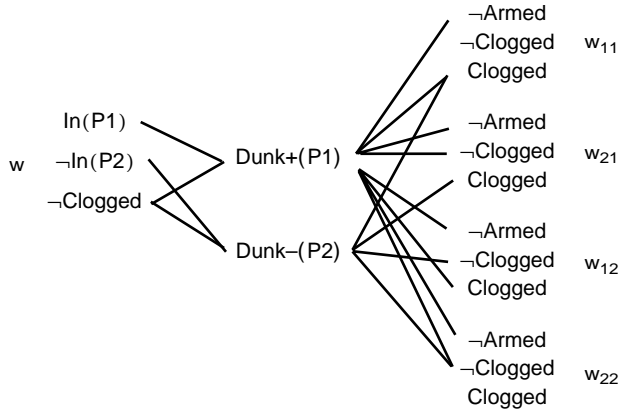 In(P1)
w ¬In(P2)
¬Clogged
Dunk+(P1)
Dunk–(P2)
¬Armed
¬Clogged w11
Clogged
¬Armed
¬Clogged w21
Clogged
¬Armed
¬Clogged w12
Clogged
¬Armed
¬Clogged w22
Clogged